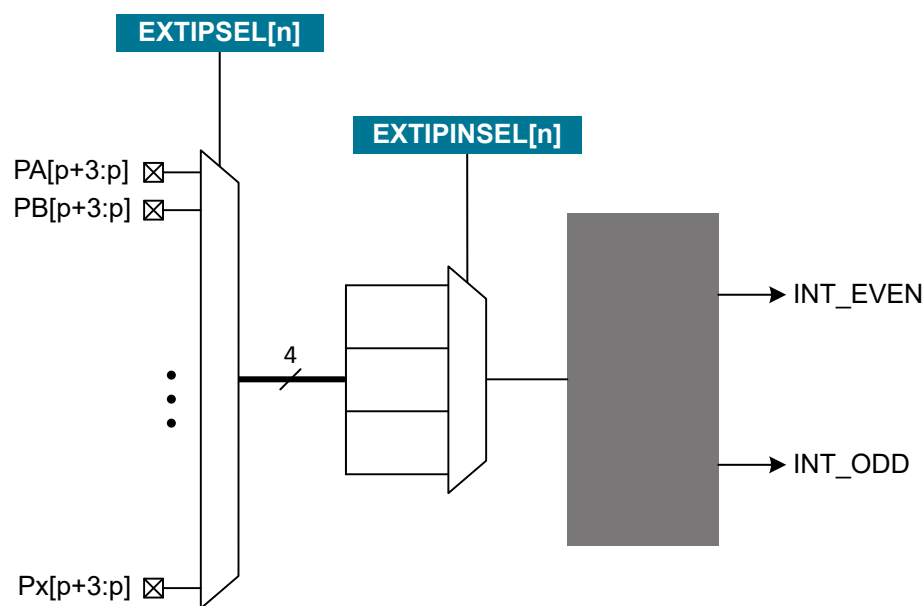 EXTIPSEL[n]
EXTIPINSEL[n]
PA[p+3:p]
PB[p+3:p]
INT_EVEN
4
INT_ODD
Px[p+3:p]